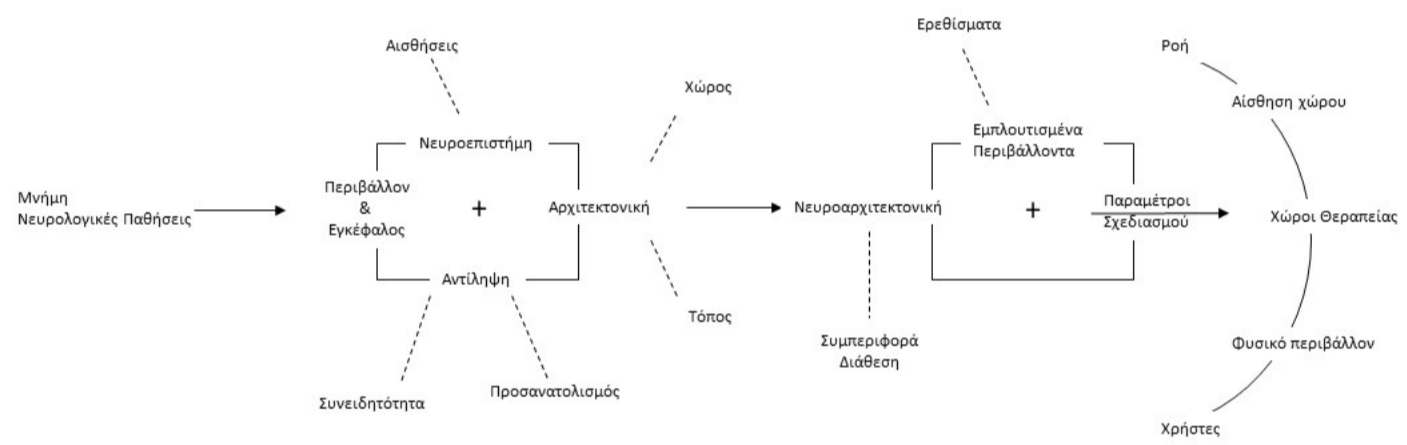 Μνήμη
Νευρολογικές Παθήσεις
Αισθήσεις
Νευροεπιστήμη
Περιβάλλον
&
Εγκέφαλος
+
Αρχιτεκτονική
Αντίληψη
Συνειδητότητα
Προσανατολισμός
Χώρος
Τόπος
Νευροαρχιτεκτονική
Συμπεριφορά
Διάθεση
Ερεθίσματα
Εμπλουτισμένα
Περιβάλλοντα
+
Παραμέτροι
Σχεδιασμού
Ροή
Αίσθηση χώρου
Χώροι Θεραπείας
Φυσικό περιβάλλον
Χρήστες